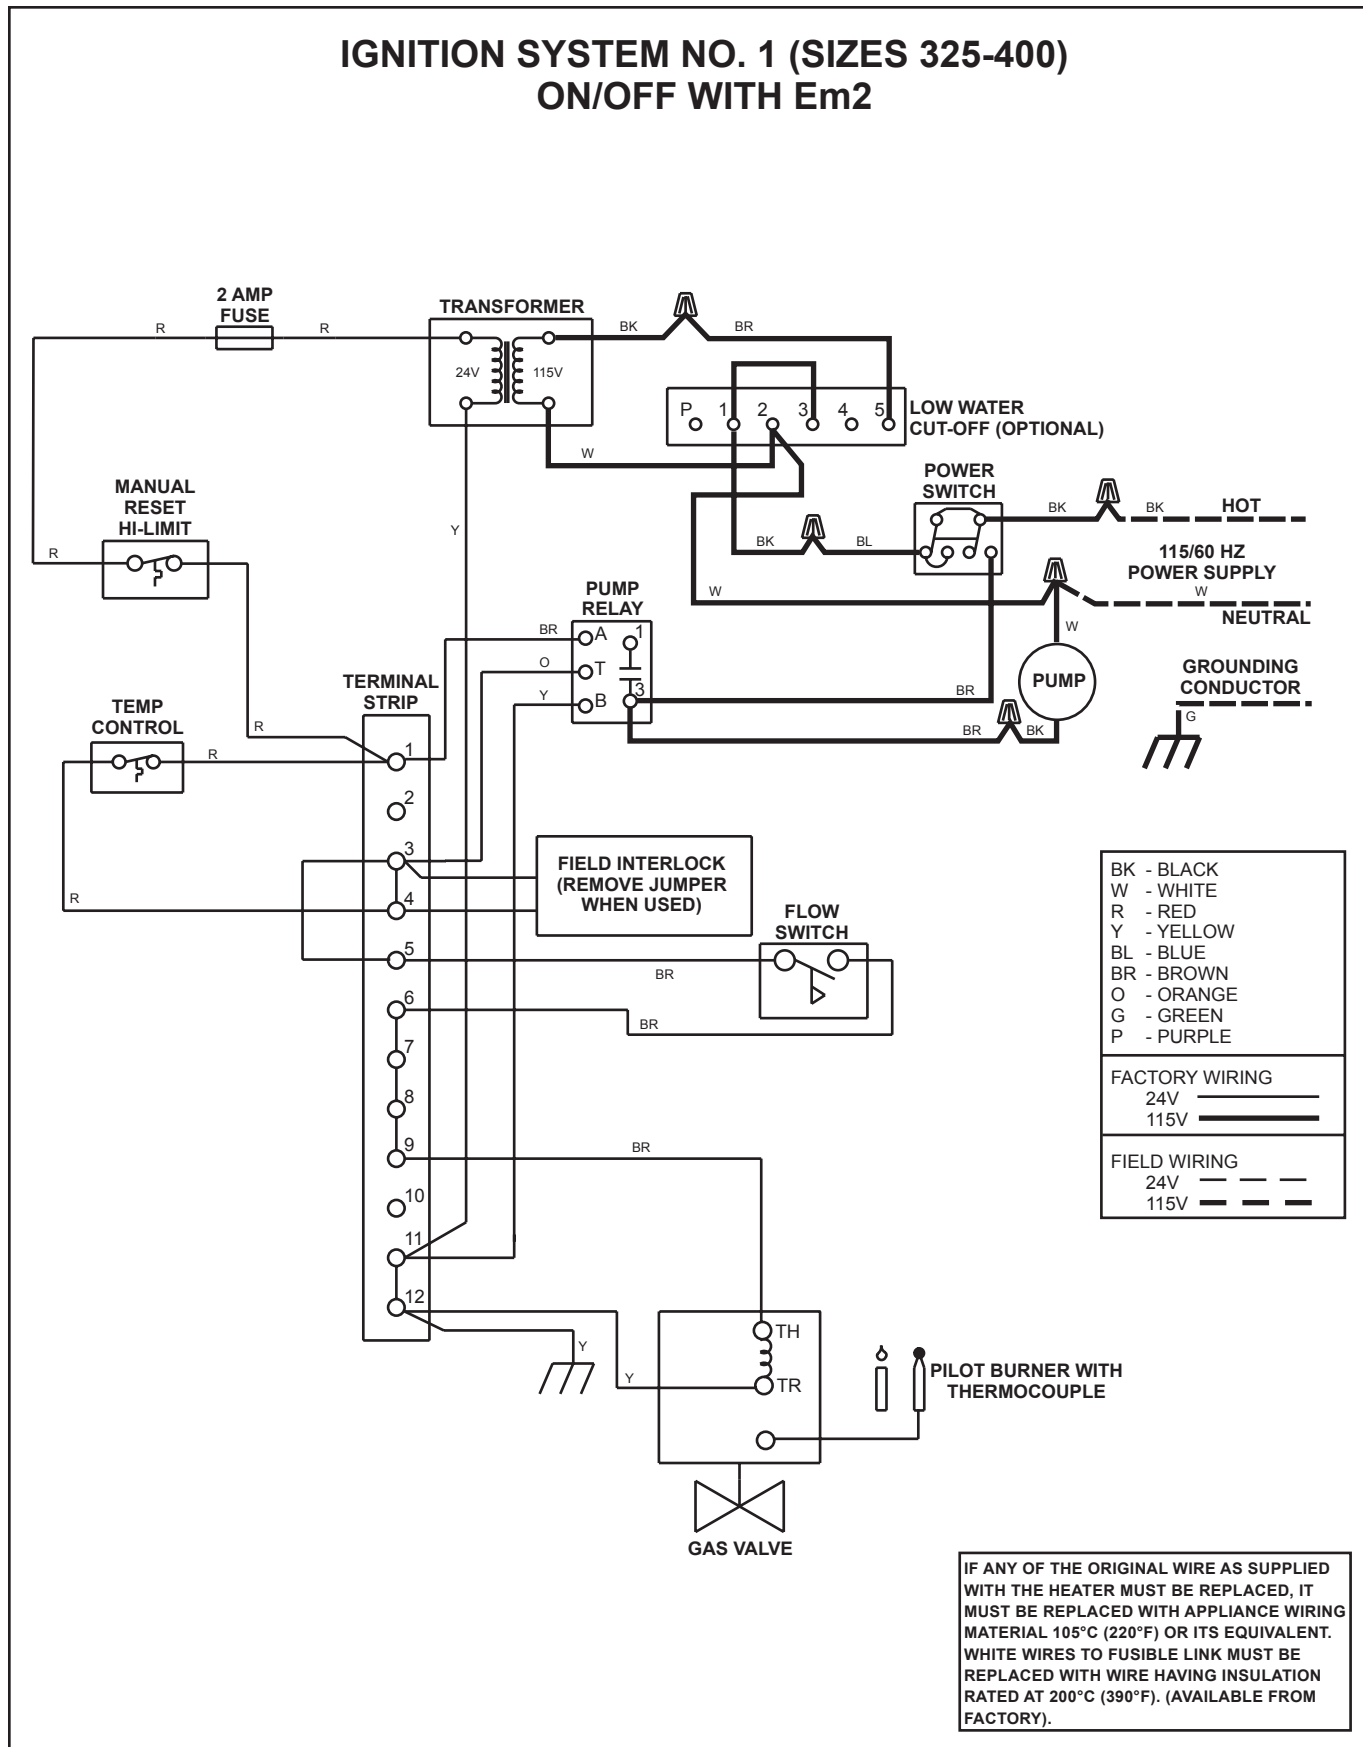 IGNITION SYSTEM NO. 1 (SIZES 325-400)
ON/OFF WITH Em2
2 AMP
FUSE
R
R
TRANSFORMER
24V
115V
BK
BR
P
1
2
3
4
5
LOW WATER
CUT-OFF (OPTIONAL)
W
MANUAL
RESET
HI-LIMIT
R
Y
POWER
SWITCH
BK
BL
BK
BK
HOT
115/60 HZ
POWER SUPPLY
W
NEUTRAL
W
W
PUMP
RELAY
BR
A
1
O
T
Y
B
3
BR
BR
BK
PUMP
GROUNDING
CONDUCTOR
G
TERMINAL
STRIP
TEMP
CONTROL
R
R
R
1
2
3
4
5
6
7
8
9
10
11
12
FIELD INTERLOCK
(REMOVE JUMPER
WHEN USED)
FLOW
SWITCH
BR
BR
BR
BK - BLACK
W - WHITE
R - RED
Y - YELLOW
BL - BLUE
BR - BROWN
O - ORANGE
G - GREEN
P - PURPLE
FACTORY WIRING
24V
115V
FIELD WIRING
24V
115V
Y
Y
TH
TR
PILOT BURNER WITH
THERMOCOUPLE
GAS VALVE
IF ANY OF THE ORIGINAL WIRE AS SUPPLIED
WITH THE HEATER MUST BE REPLACED, IT
MUST BE REPLACED WITH APPLIANCE WIRING
MATERIAL 105°C (220°F) OR ITS EQUIVALENT.
WHITE WIRES TO FUSIBLE LINK MUST BE
REPLACED WITH WIRE HAVING INSULATION
RATED AT 200°C (390°F). (AVAILABLE FROM
FACTORY).